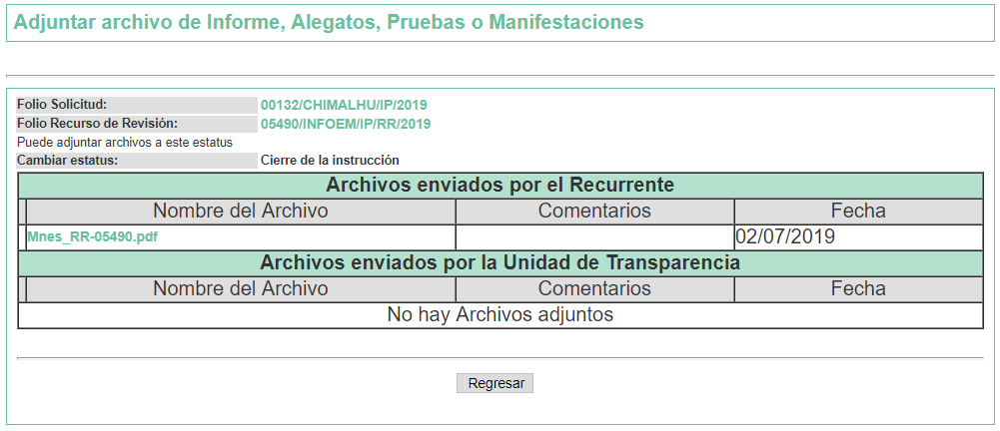 Adjuntar archivo de Informe, Alegatos, Pruebas o Manifestaciones
Folio Solicitud: 00132/CHIMALHU/IP/2019
Folio Recurso de Revisión: 05490/INFOEM/IP/RR/2019
Puede adjuntar archivos a este estatus
Cambiar estatus: Cierre de la instrucción
Archivos enviados por el Recurrente
Nombre del Archivo Comentarios Fecha
Mnes_RR-05490.pdf 02/07/2019
Archivos enviados por la Unidad de Transparencia
Nombre del Archivo Comentarios Fecha
No hay Archivos adjuntos
Regresar